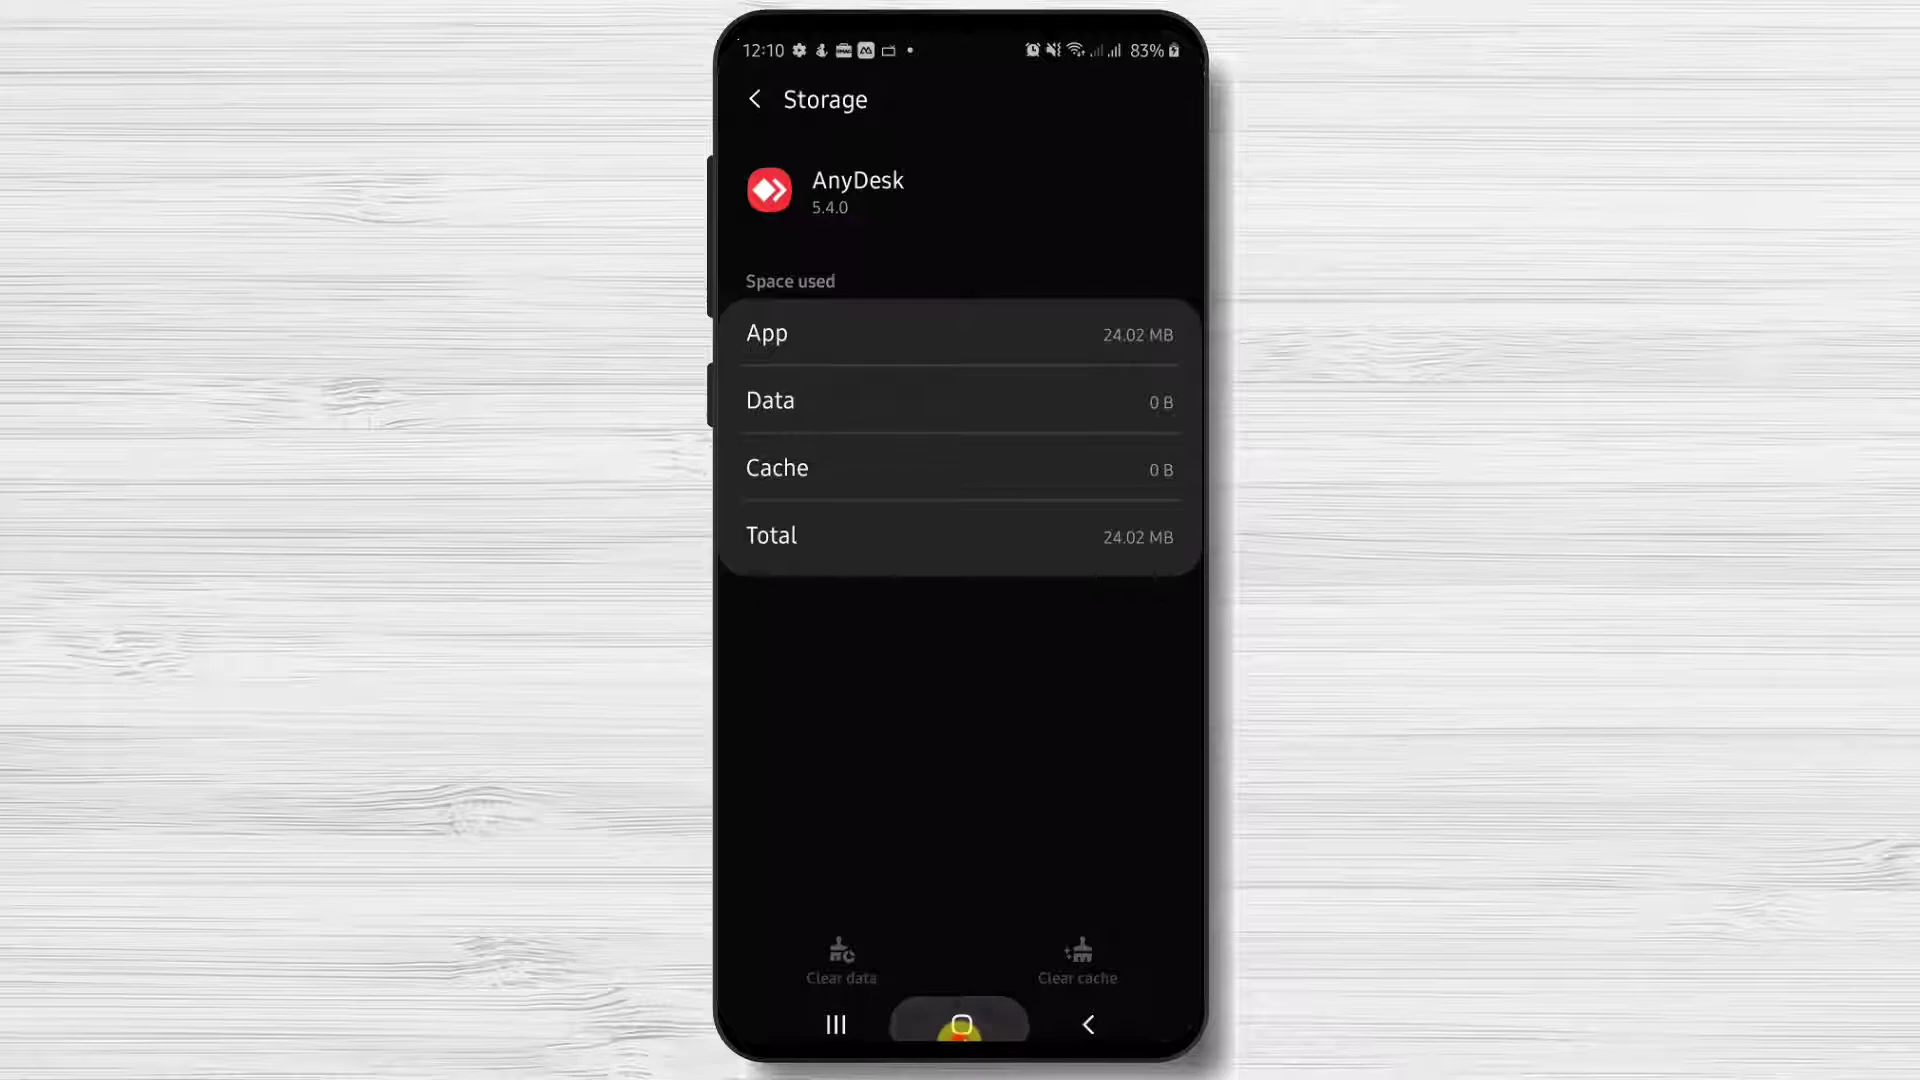 12:10 83%
Storage
AnyDesk
5.4.0
Space used
App 24.02 MB
Data 0 B
Cache 0 B
Total 24.02 MB
Clear data Clear cache